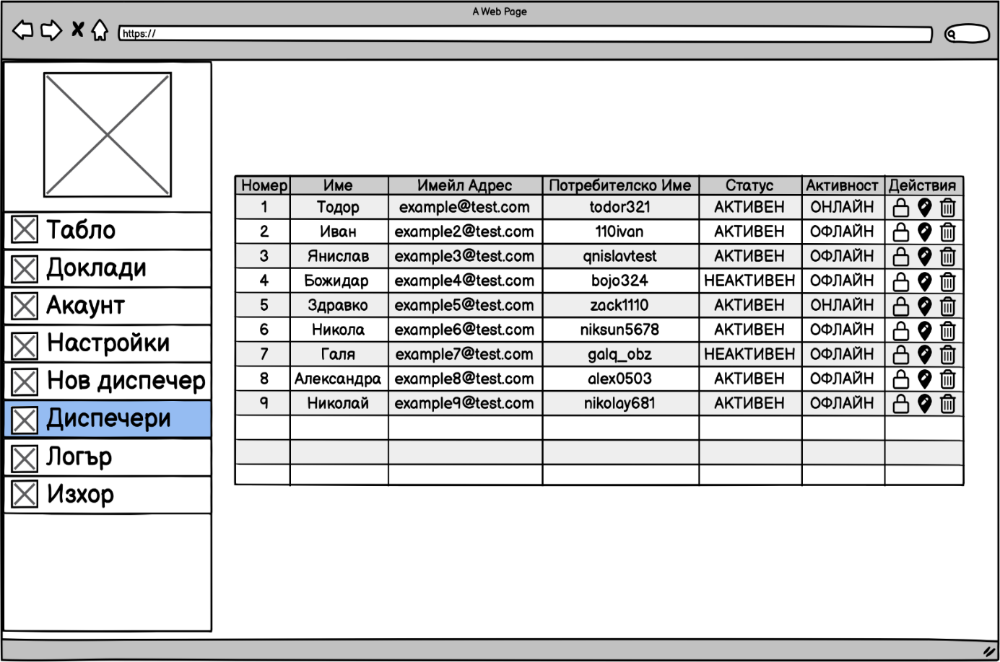 A Web Page
https://
Табло
Доклади
Акаунт
Настройки
Нов диспечер
Диспечери
Логър
Изхор
Номер Име Имейл Адрес Потребителско Име Статус Активност Действия
1 Тодор example@test.com todor321 АКТИВЕН ОНЛАЙН
2 Иван example2@test.com 110ivan АКТИВЕН ОФЛАЙН
3 Янислав example3@test.com qnislavtest АКТИВЕН ОФЛАЙН
4 Божидар example4@test.com bojo324 НЕАКТИВЕН ОФЛАЙН
5 Здравко example5@test.com zack1110 АКТИВЕН ОНЛАЙН
6 Никола example6@test.com niksun5678 АКТИВЕН ОФЛАЙН
7 Галя example7@test.com galq_obz НЕАКТИВЕН ОФЛАЙН
8 Александра example8@test.com alex0503 АКТИВЕН ОФЛАЙН
9 Николай example9@test.com nikolay681 АКТИВЕН ОФЛАЙН